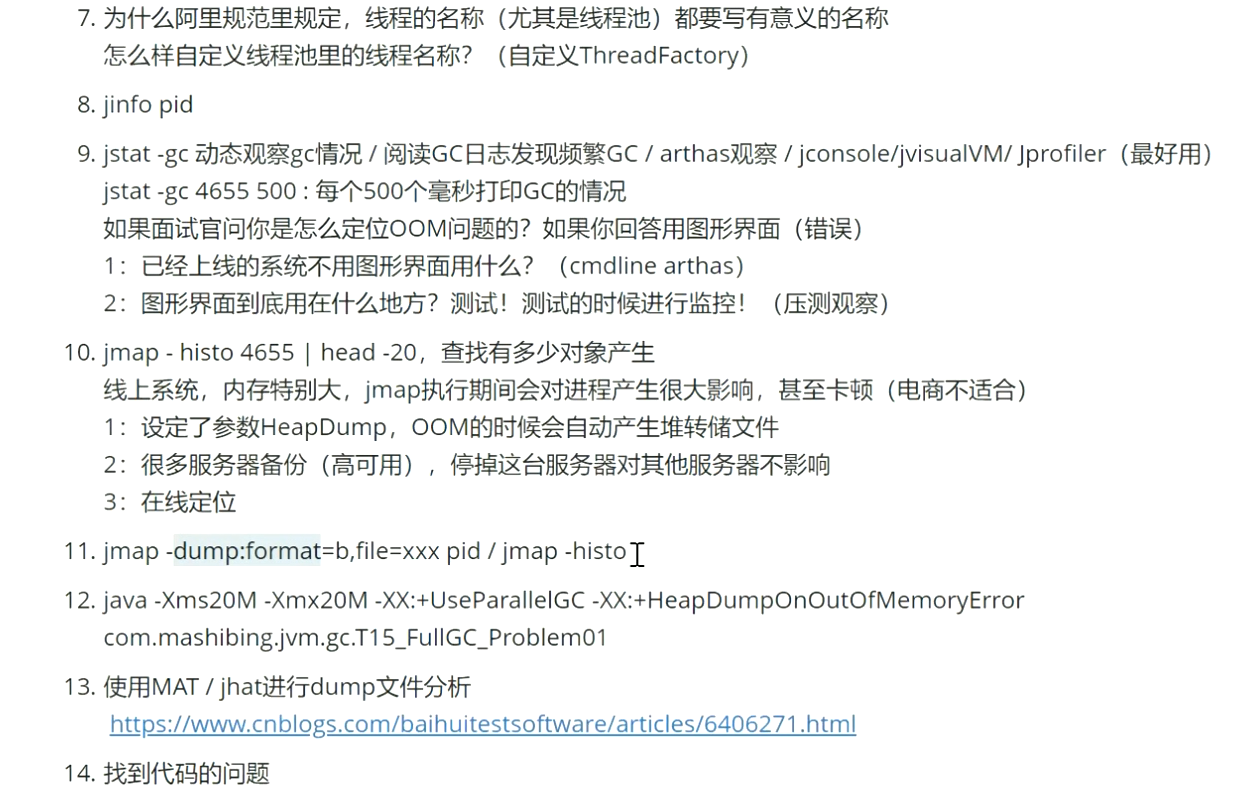 7. 为什么阿里规范里规定，线程的名称（尤其是线程池）都要写有意义的名称
怎么样自定义线程池里的线程名称？（自定义ThreadFactory）
8. jinfo pid
9. jstat -gc 动态观察gc情况 / 阅读GC日志发现频繁GC / arthas观察 / jconsole/jvisualVM/ Jprofiler（最好用）
jstat -gc 4655 500 : 每个500个毫秒打印GC的情况
如果面试官问你是怎么定位OOM问题的？如果你回答用图形界面（错误）
1：已经上线的系统不用图形界面用什么？（cmdline arthas）
2：图形界面到底用在什么地方？测试！测试的时候进行监控！（压测观察）
10. jmap - histo 4655 | head -20，查找有多少对象产生
线上系统，内存特别大，jmap执行期间会对进程产生很大影响，甚至卡顿（电商不适合）
1：设定了参数HeapDump，OOM的时候会自动产生堆转储文件
2：很多服务器备份（高可用），停掉这台服务器对其他服务器不影响
3：在线定位
11. jmap -dump:format=b,file=xxx pid / jmap -histo
12. java -Xms20M -Xmx20M -XX:+UseParallelGC -XX:+HeapDumpOnOutOfMemoryError
com.mashibing.jvm.gc.T15_FullGC_Problem01
13. 使用MAT / jhat进行dump文件分析
https://www.cnblogs.com/baihuitestsoftware/articles/6406271.html
14. 找到代码的问题